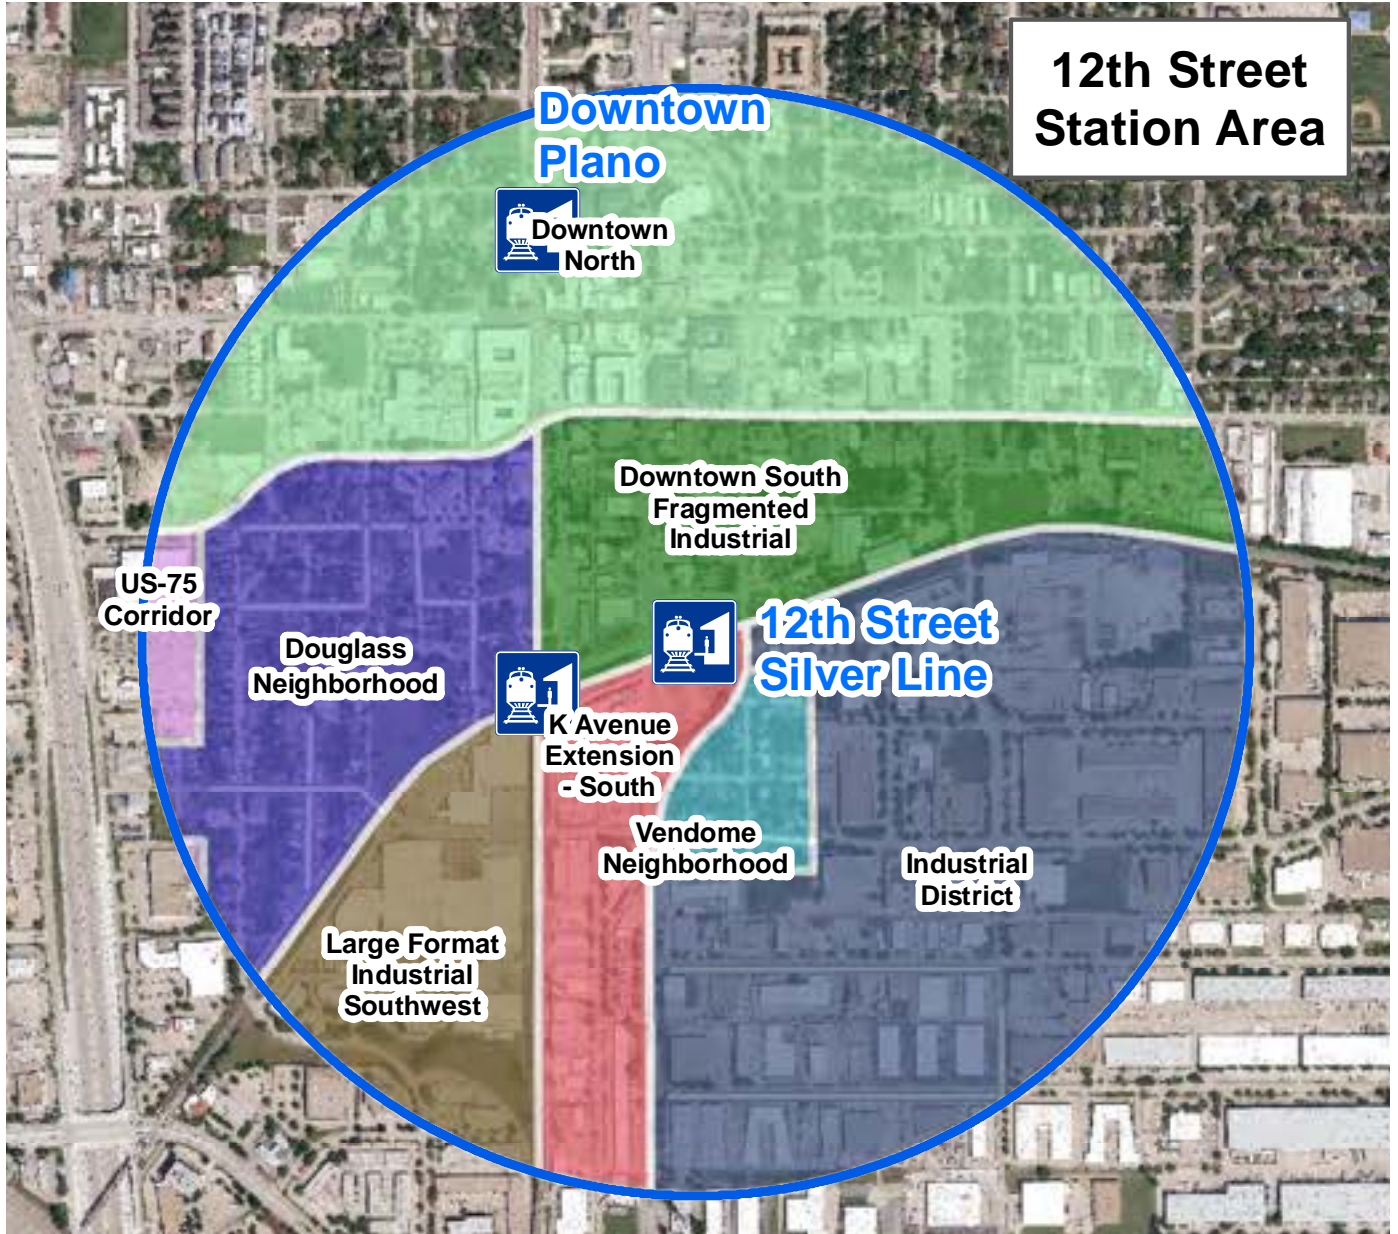 12th Street
Station Area
Downtown
Plano
Downtown
North
Downtown South
Fragmented
Industrial
US-75
Corridor
12th Street
Silver Line
Douglass
Neighborhood
K Avenue
Extension
- South
Vendome
Neighborhood
Industrial
District
Large Format
Industrial
Southwest